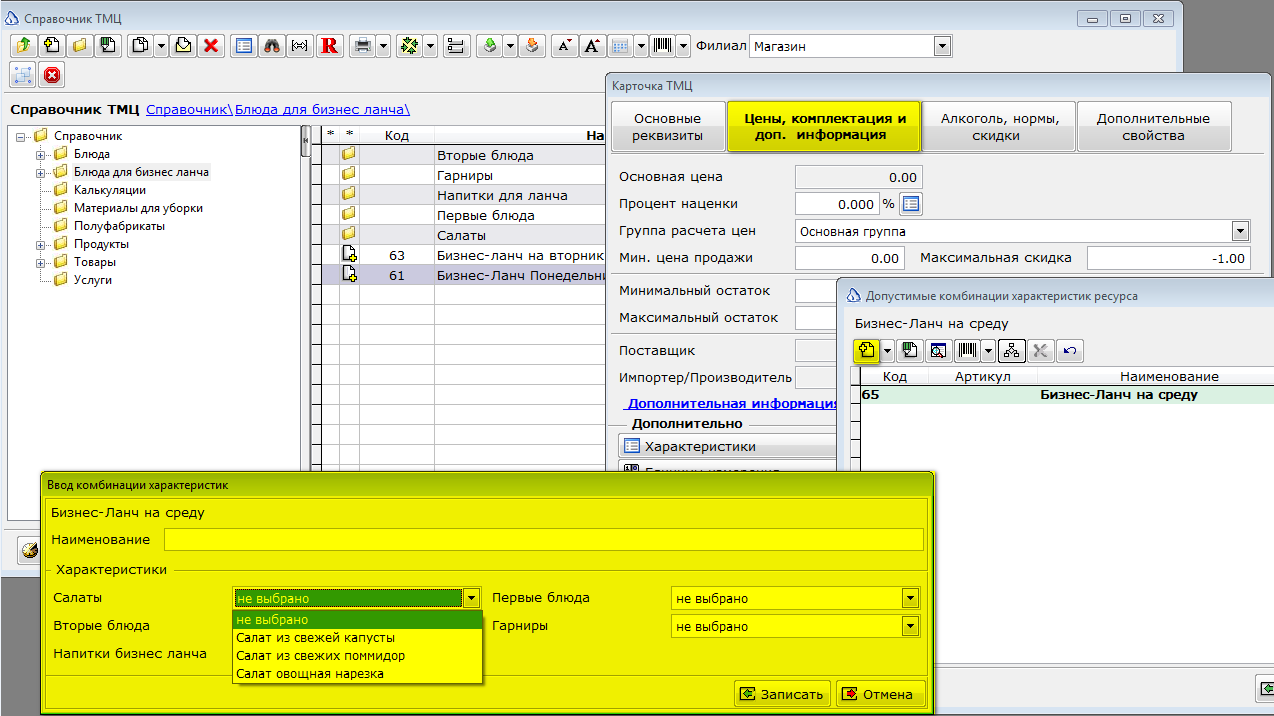 Справочник ТМЦ
R
A
A
Филиал Магазин
Справочник ТМЦ Справочник\Блюда для бизнес ланча\
Справочник
Блюда
Блюда для бизнес ланча
Калькуляции
Материалы для уборки
Полуфабрикаты
Продукты
Товары
Услуги
* * Код На
Вторые блюда
Гарниры
Напитки для ланча
Первые блюда
Салаты
63 Бизнес-ланч на вторник
61 Бизнес-Ланч Понедельни
Карточка ТМЦ
Основные реквизиты
Цены, комплектация и доп. информация
Алкоголь, нормы, скидки
Дополнительные свойства
Основная цена 0.00
Процент наценки 0.000 %
Группа расчета цен Основная группа
Мин. цена продажи 0.00 Максимальная скидка -1.00
Минимальный остаток
Максимальный остаток
Поставщик
Импортер/Производитель
Дополнительная информация
Дополнительно
Характеристики
Допустимые комбинации характеристик ресурса
Бизнес-Ланч на среду
Код Артикул Наименование
65 Бизнес-Ланч на среду
Ввод комбинации характеристик
Бизнес-Ланч на среду
Наименование
Характеристики
Салаты не выбрано Первые блюда не выбрано
не выбрано
Салат из свежей капусты
Салат из свежих поммидор
Салат овощная нарезка
Вторые блюда Гарниры не выбрано
Напитки бизнес ланча
Записать Отмена